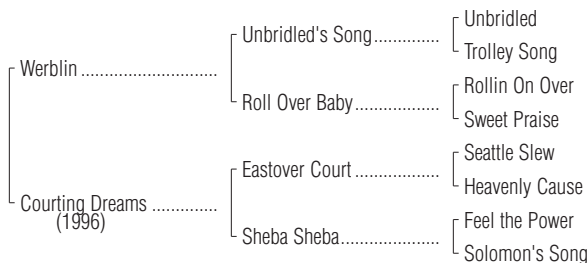 Unbridled
Unbridled's Song..............
Trolley Song
Werblin ............................
Rollin On Over
Roll Over Baby .................
Sweet Praise
Seattle Slew
Eastover Court .................
Heavenly Cause
Courting Dreams .............
(1996)
Feel the Power
Sheba Sheba....................
Solomon's Song